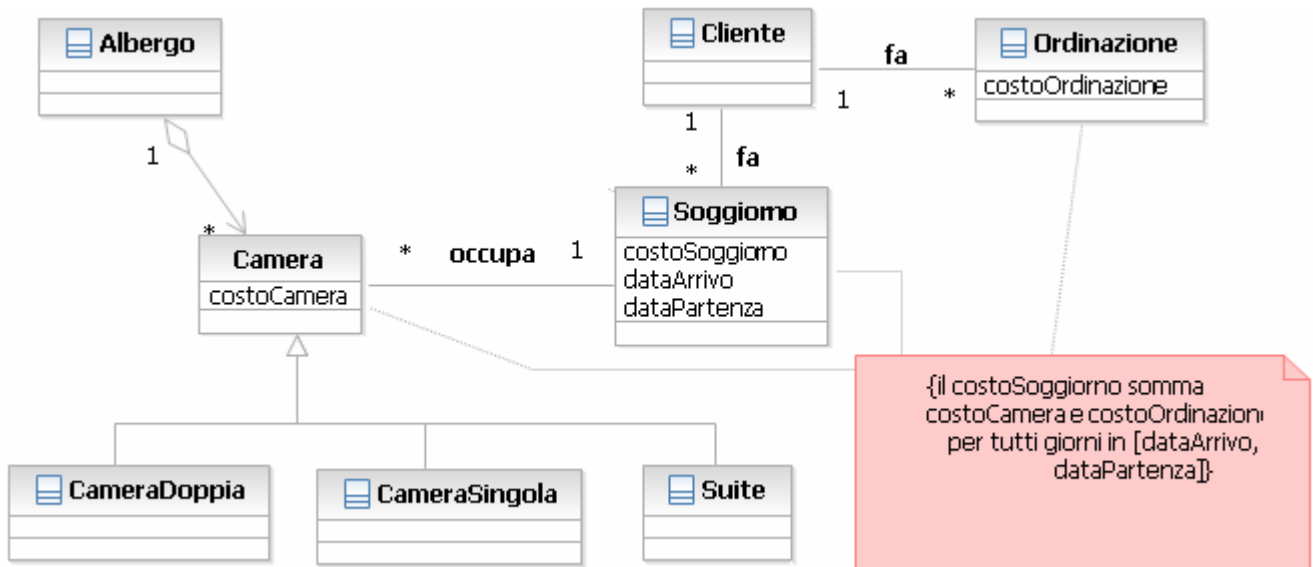 Albergo
Cliente
Ordinazione
costoOrdinazione
fa
1
*
1
*
fa
1
*
Soggiorno
costoSoggiorno
dataArrivo
dataPartenza
Camera
costoCamera
*
occupa
1
CameraDoppia
CameraSingola
Suite
{il costoSoggiorno somma
costoCamera e costoOrdinazion
per tutti giorni in [dataArrivo,
dataPartenza]}